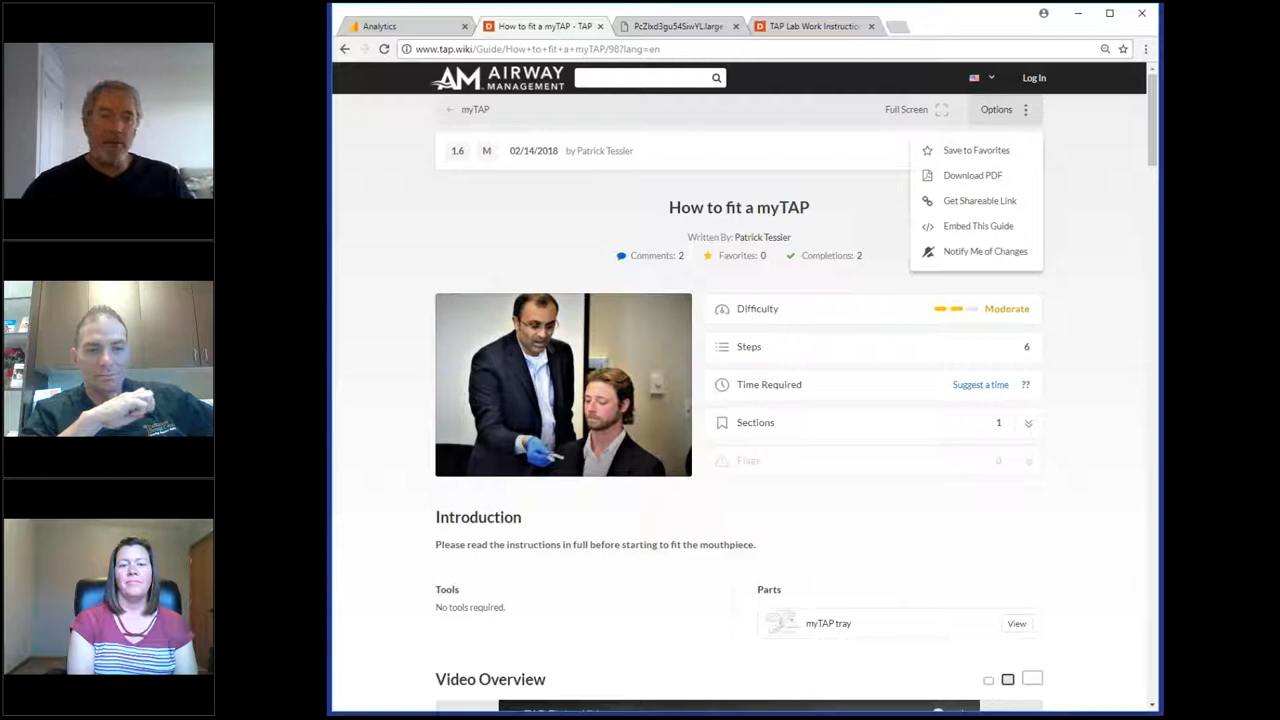 Analytics
How to fit a myTAP - TAP
PcZIxd3gu54SiwYL.large
TAP Lab Work Instruction
www.tap.wiki/Guide/How+to+fit+a+myTAP/98?lang=en
AM AIRWAY MANAGEMENT
Log In
myTAP
Full Screen
Options
1.6 M 02/14/2018 by Patrick Tessier
Save to Favorites
Download PDF
Get Shareable Link
Embed This Guide
Notify Me of Changes
How to fit a myTAP
Written By: Patrick Tessier
Comments: 2 Favorites: 0 Completions: 2
Difficulty Moderate
Steps 6
Time Required Suggest a time ??
Sections 1
Flags 0
Introduction
Please read the instructions in full before starting to fit the mouthpiece.
Tools
No tools required.
Parts
myTAP tray View
Video Overview